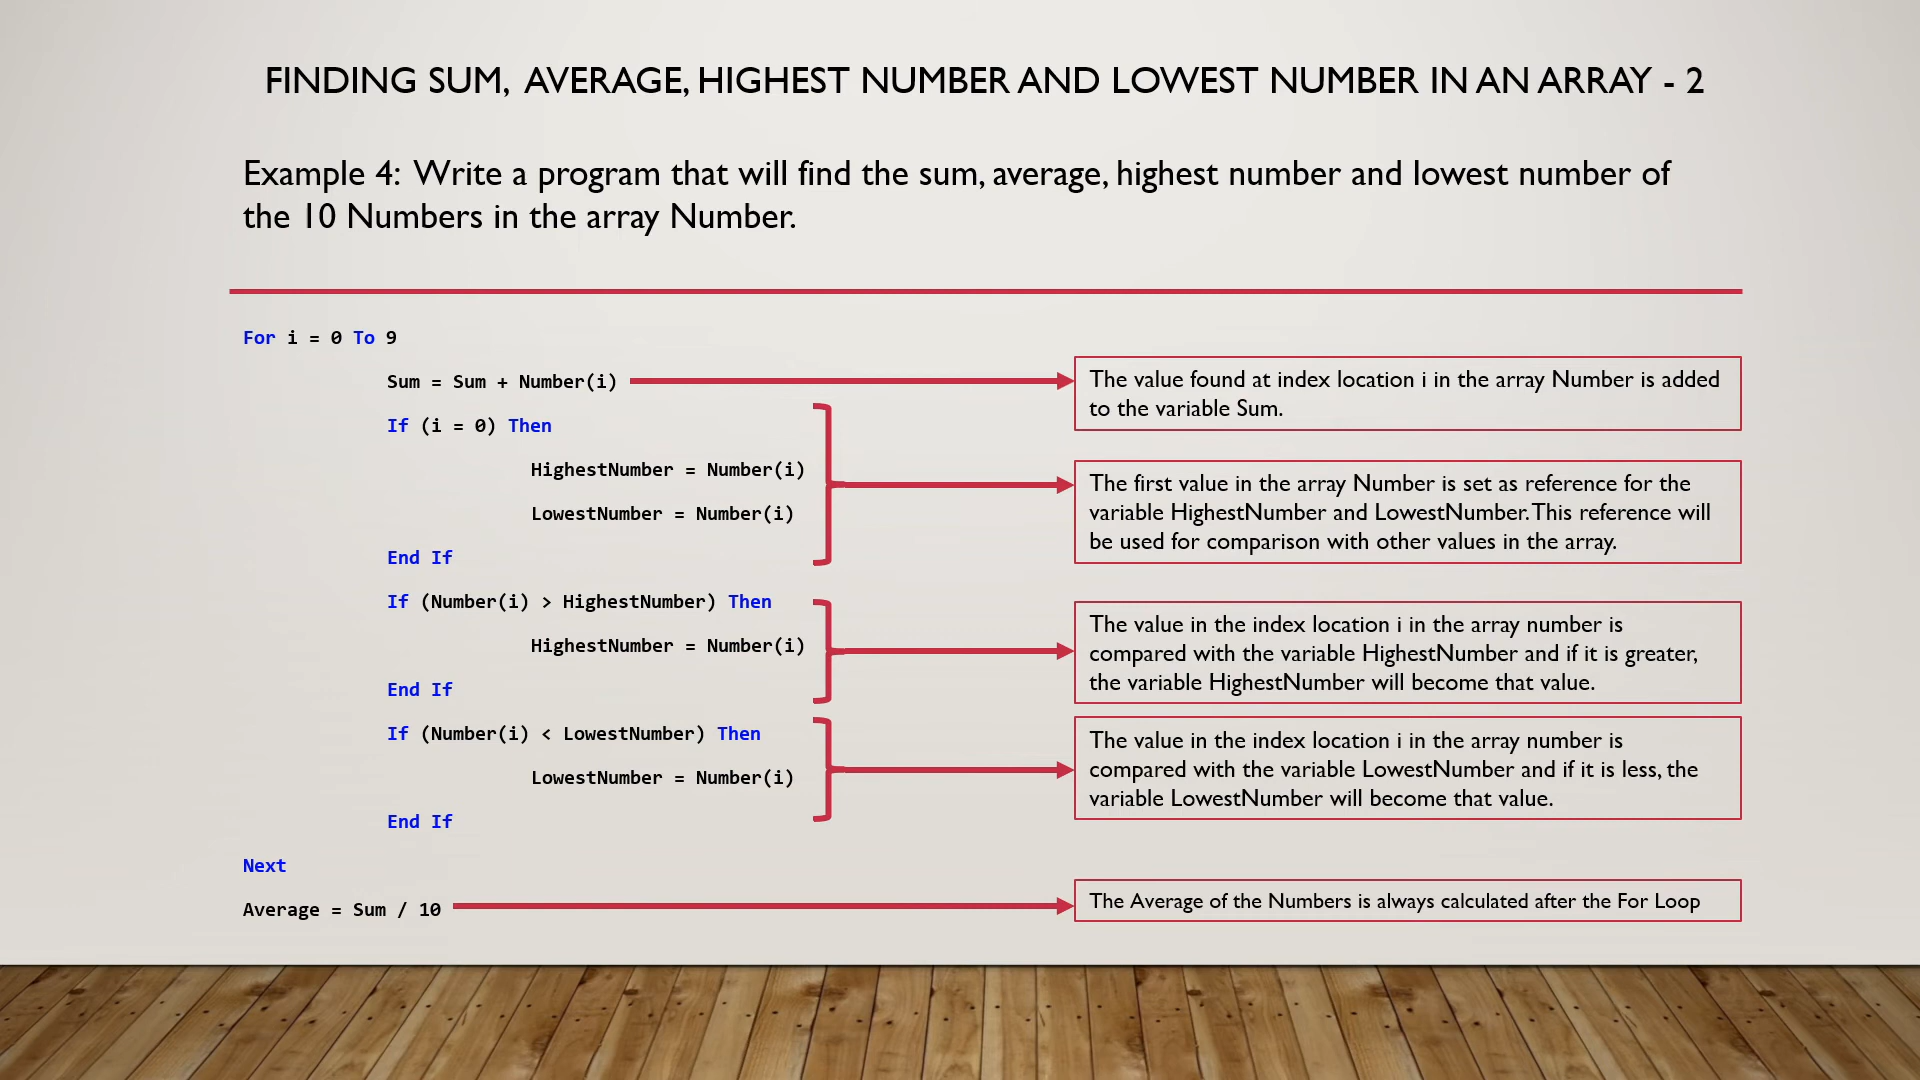 FINDING SUM, AVERAGE, HIGHEST NUMBER AND LOWEST NUMBER IN AN ARRAY - 2
Example 4: Write a program that will find the sum, average, highest number and lowest number of
the 10 Numbers in the array Number.
For i = 0 To 9
Sum = Sum + Number(i)
The value found at index location i in the array Number is added
to the variable Sum.
If (i = 0) Then
HighestNumber = Number(i)
LowestNumber = Number(i)
End If
The first value in the array Number is set as reference for the
variable HighestNumber and LowestNumber. This reference will
be used for comparison with other values in the array.
If (Number(i) > HighestNumber) Then
HighestNumber = Number(i)
End If
The value in the index location i in the array number is
compared with the variable HighestNumber and if it is greater,
the variable HighestNumber will become that value.
If (Number(i) < LowestNumber) Then
LowestNumber = Number(i)
End If
The value in the index location i in the array number is
compared with the variable LowestNumber and if it is less, the
variable LowestNumber will become that value.
Next
Average = Sum / 10
The Average of the Numbers is always calculated after the For Loop